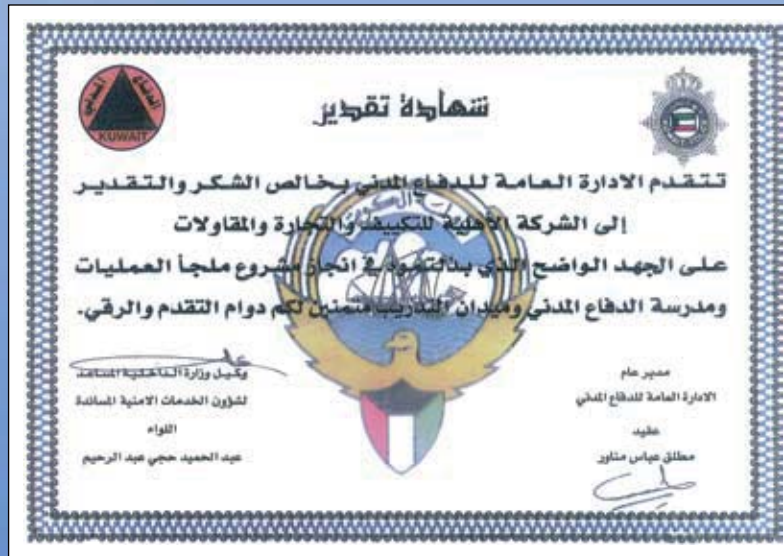 الدفاع المدني
KUWAIT
شهادة تقدير
تتقدم الادارة العامة للدفاع المدني بخالص الشكر والتقدير
إلى الشركة الأهلية للتكييف والتجارة والمقاولات
على الجهد الواضح الذي بذلتموه في انجاز مشروع ملجأ العمليات
ومدرسة الدفاع المدني وميدان التدريب متمنين لكم دوام التقدم والرقي.
مدير عام
الادارة العامة للدفاع المدني
عقيد
مطلق عباس مناور
وكيل وزارة الداخلية المساعد
لشؤون الخدمات الامنية المساندة
اللواء
عبد الحميد حجي عبد الرحيم